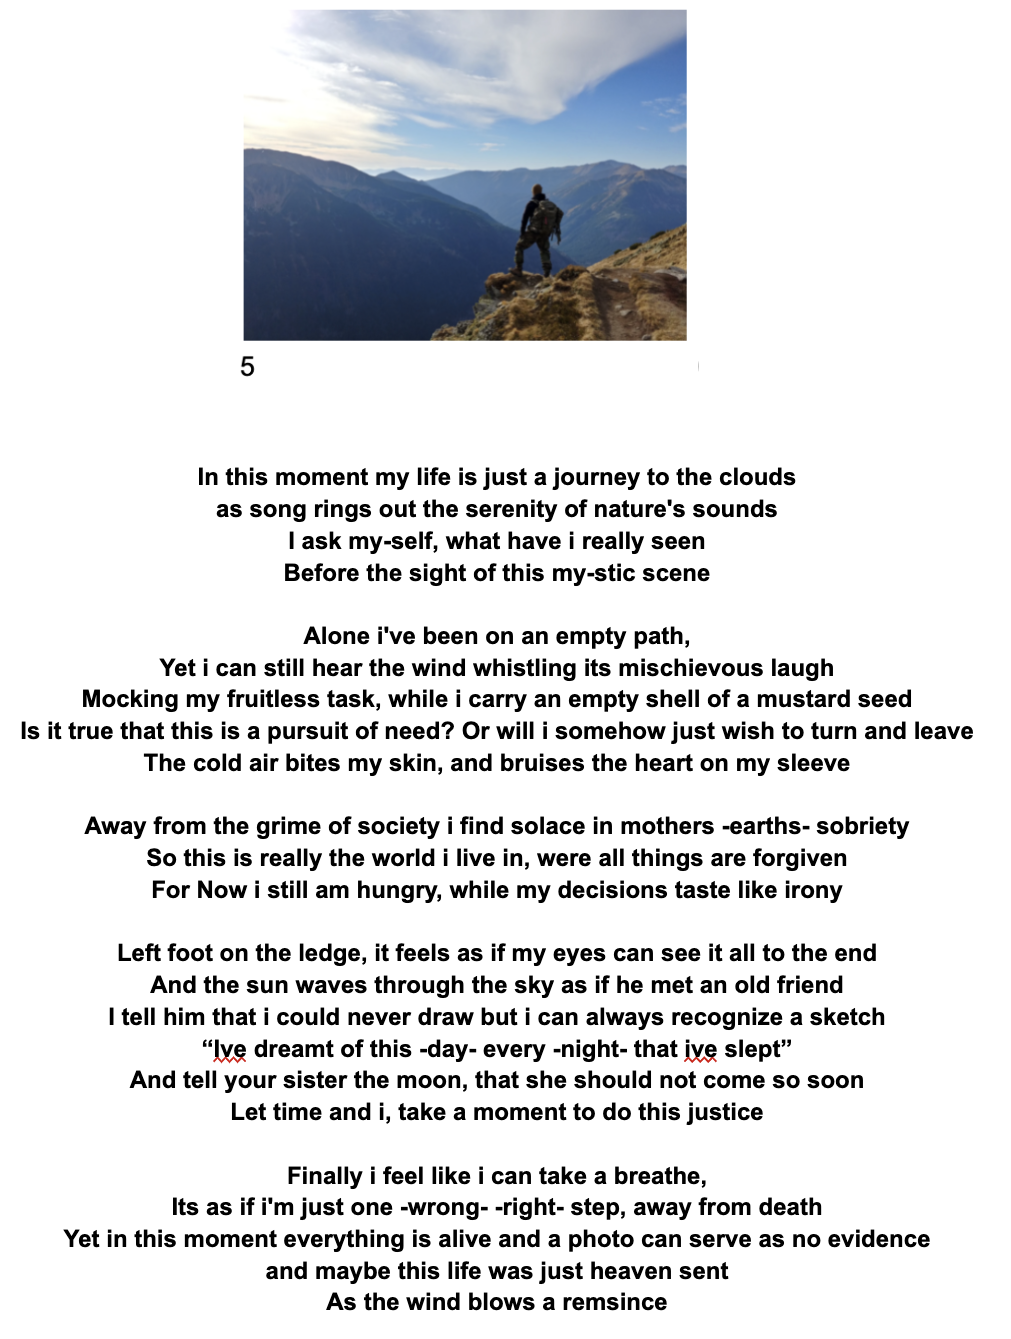 5
In this moment my life is just a journey to the clouds
as song rings out the serenity of nature's sounds
I ask my-self, what have i really seen
Before the sight of this my-stic scene
Alone i've been on an empty path,
Yet i can still hear the wind whistling its mischievous laugh
Mocking my fruitless task, while i carry an empty shell of a mustard seed
Is it true that this is a pursuit of need? Or will i somehow just wish to turn and leave
The cold air bites my skin, and bruises the heart on my sleeve
Away from the grime of society i find solace in mothers -earths- sobriety
So this is really the world i live in, were all things are forgiven
For Now i still am hungry, while my decisions taste like irony
Left foot on the ledge, it feels as if my eyes can see it all to the end
And the sun waves through the sky as if he met an old friend
I tell him that i could never draw but i can always recognize a sketch
“Ive dreamt of this -day- every -night- that ive slept”
And tell your sister the moon, that she should not come so soon
Let time and i, take a moment to do this justice
Finally i feel like i can take a breathe,
Its as if i'm just one -wrong- -right- step, away from death
Yet in this moment everything is alive and a photo can serve as no evidence
and maybe this life was just heaven sent
As the wind blows a remsince